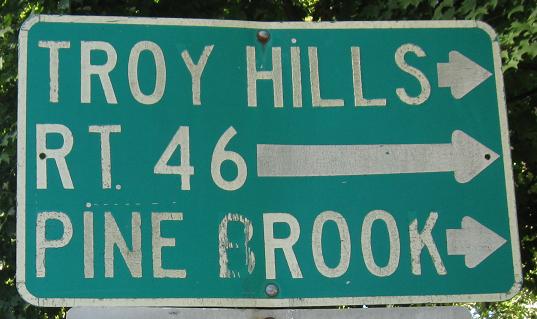 TROY HILLS
RT. 46
PINE BROOK